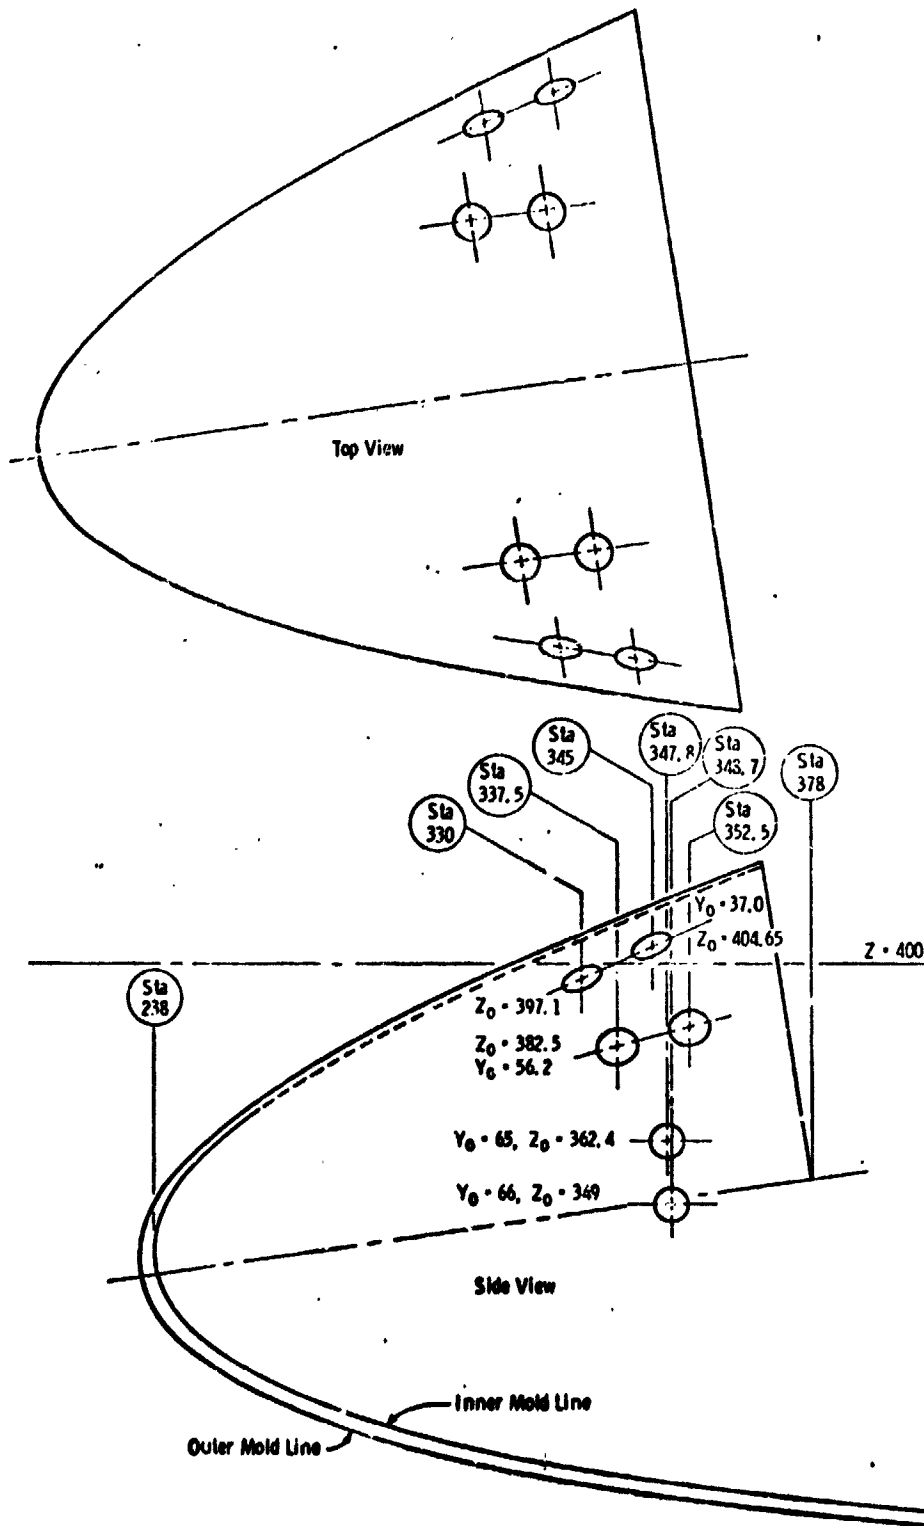 Top View
Sta
345
Sta
347.8
Sta
348.7
Sta
378
Sta
337.5
Sta
352.5
Sta
330
Y₀ = 37.0
Z₀ = 404.65
Z = 400
Sta
238
Z₀ = 397.1
Z₀ = 382.5
Y₀ = 56.2
Y₀ = 65, Z₀ = 362.4
Y₀ = 66, Z₀ = 349
Side View
Inner Mold Line
Outer Mold Line